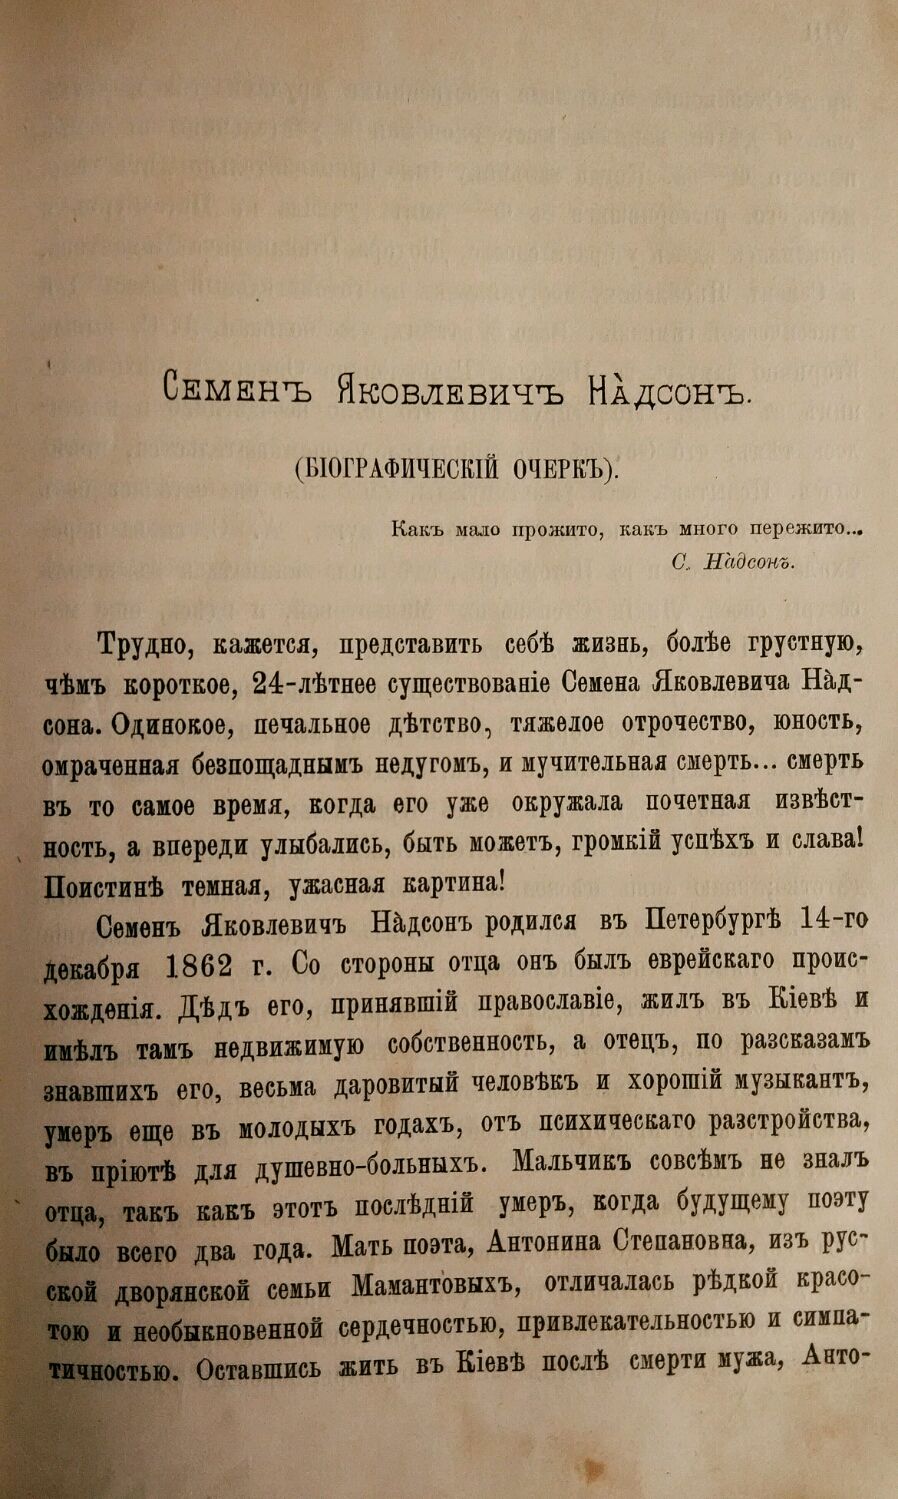 Семенъ Яковлевичъ На̀дсонъ.
(БІОГРАФИЧЕСКІЙ ОЧЕРКЪ).
Какъ мало прожито, какъ много пережито...
С. На̀дсонъ.
Трудно, кажется, представить себѣ жизнь, болѣе грустную,
чѣмъ короткое, 24-лѣтнее существованіе Семена Яковлевича На̀д-
сона. Одинокое, печальное дѣтство, тяжелое отрочество, юность,
омраченная безпощаднымъ недугомъ, и мучительная смерть... смерть
въ то самое время, когда его уже окружала почетная извѣст-
ность, а впереди улыбались, быть можетъ, громкій успѣхъ и слава!
Поистинѣ темная, ужасная картина!
Семенъ Яковлевичъ На̀дсонъ родился въ Петербургѣ 14-го
декабря 1862 г. Со стороны отца онъ былъ еврейскаго проис-
хожденія. Дѣдъ его, принявшій православіе, жилъ въ Кіевѣ и
имѣлъ тамъ недвижимую собственность, а отецъ, по разсказамъ
знавшихъ его, весьма даровитый человѣкъ и хорошій музыкантъ,
умеръ еще въ молодыхъ годахъ, отъ психическаго разстройства,
въ пріютѣ для душевно-больныхъ. Мальчикъ совсѣмъ не зналъ
отца, такъ какъ этотъ послѣдній умеръ, когда будущему поэту
было всего два года. Мать поэта, Антонина Степановна, изъ рус-
ской дворянской семьи Мамантовыхъ, отличалась рѣдкой красо-
тою и необыкновенной сердечностью, привлекательностью и симпа-
тичностью. Оставшись жить въ Кіевѣ послѣ смерти мужа, Анто-